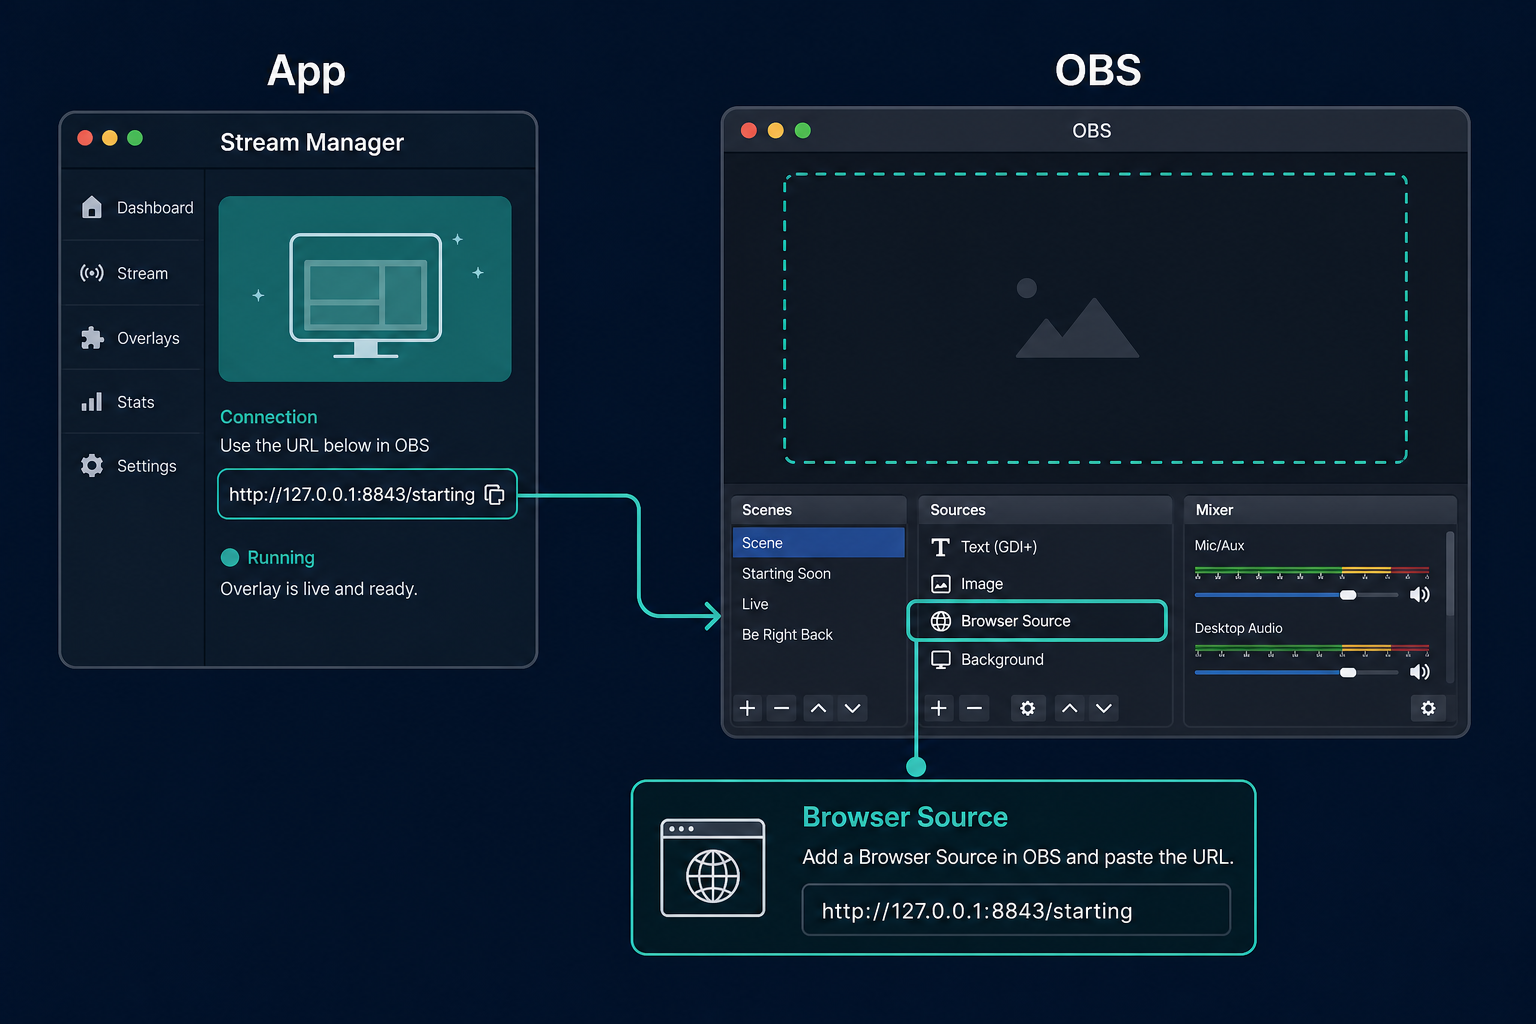 App
Stream Manager
Dashboard
Stream
Overlays
Stats
Settings
Connection
Use the URL below in OBS
http://127.0.0.1:8843/starting
Running
Overlay is live and ready.
OBS
OBS
Scenes
Scene
Starting Soon
Live
Be Right Back
Sources
Text (GDI+)
Image
Browser Source
Background
Mixer
Mic/Aux
Desktop Audio
Browser Source
Add a Browser Source in OBS and paste the URL.
http://127.0.0.1:8843/starting